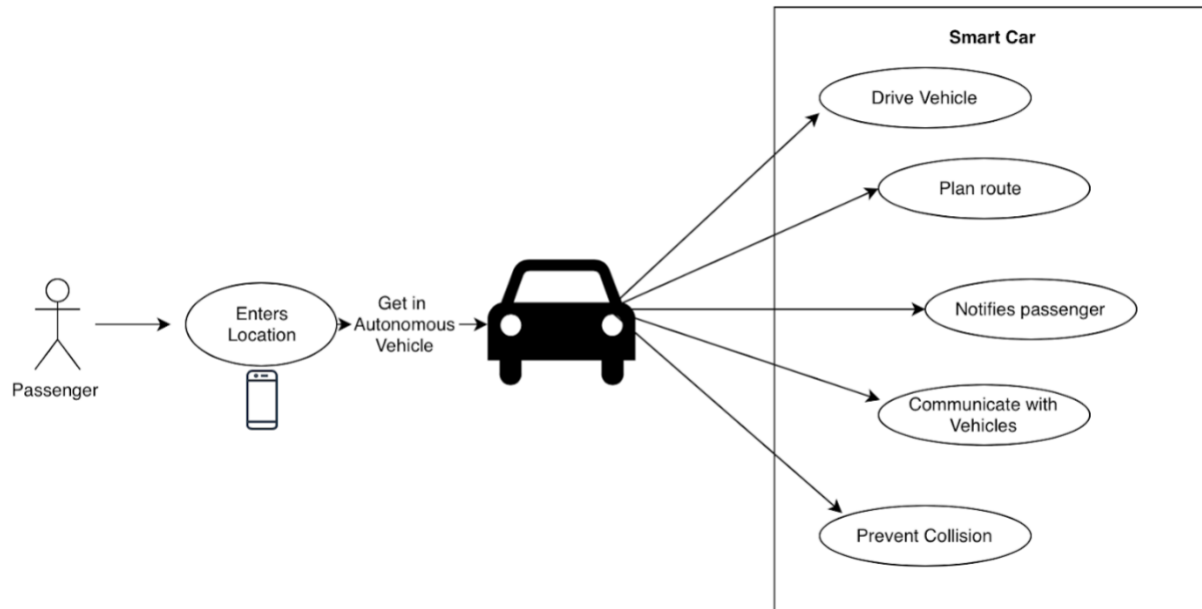 Smart Car
Drive Vehicle
Plan route
Notifies passenger
Communicate with
Vehicles
Prevent Collision
Enters
Location
Get in
Autonomous
Vehicle
Passenger